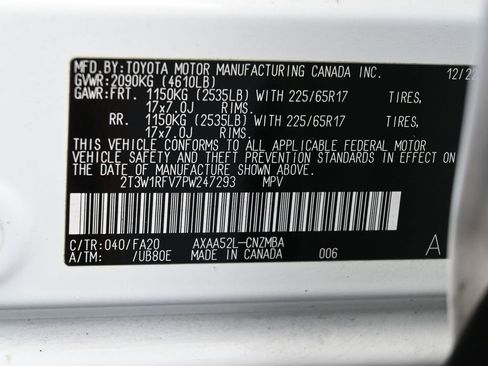 MFD.BY:TOYOTA MOTOR MANUFACTURING CANADA INC. 12/22
GVWR:2090KG (4610LB)
GAWR:FRT. 1150KG (2535LB) WITH 225/65R17 TIRES,
17x7.0J RIMS.
RR. 1150KG (2535LB) WITH 225/65R17 TIRES,
17x7.0J RIMS.
THIS VEHICLE CONFORMS TO ALL APPLICABLE FEDERAL MOTOR
VEHICLE SAFETY AND THEFT PREVENTION STANDARDS IN EFFECT ON
THE DATE OF MANUFACTURE SHOWN ABOVE.
2T3W1RFV7PW247293 MPV
C/TR:040/FA20 AXAA52L-CNZMBA
A/TM: /UB80E MADE IN CANADA 006 A